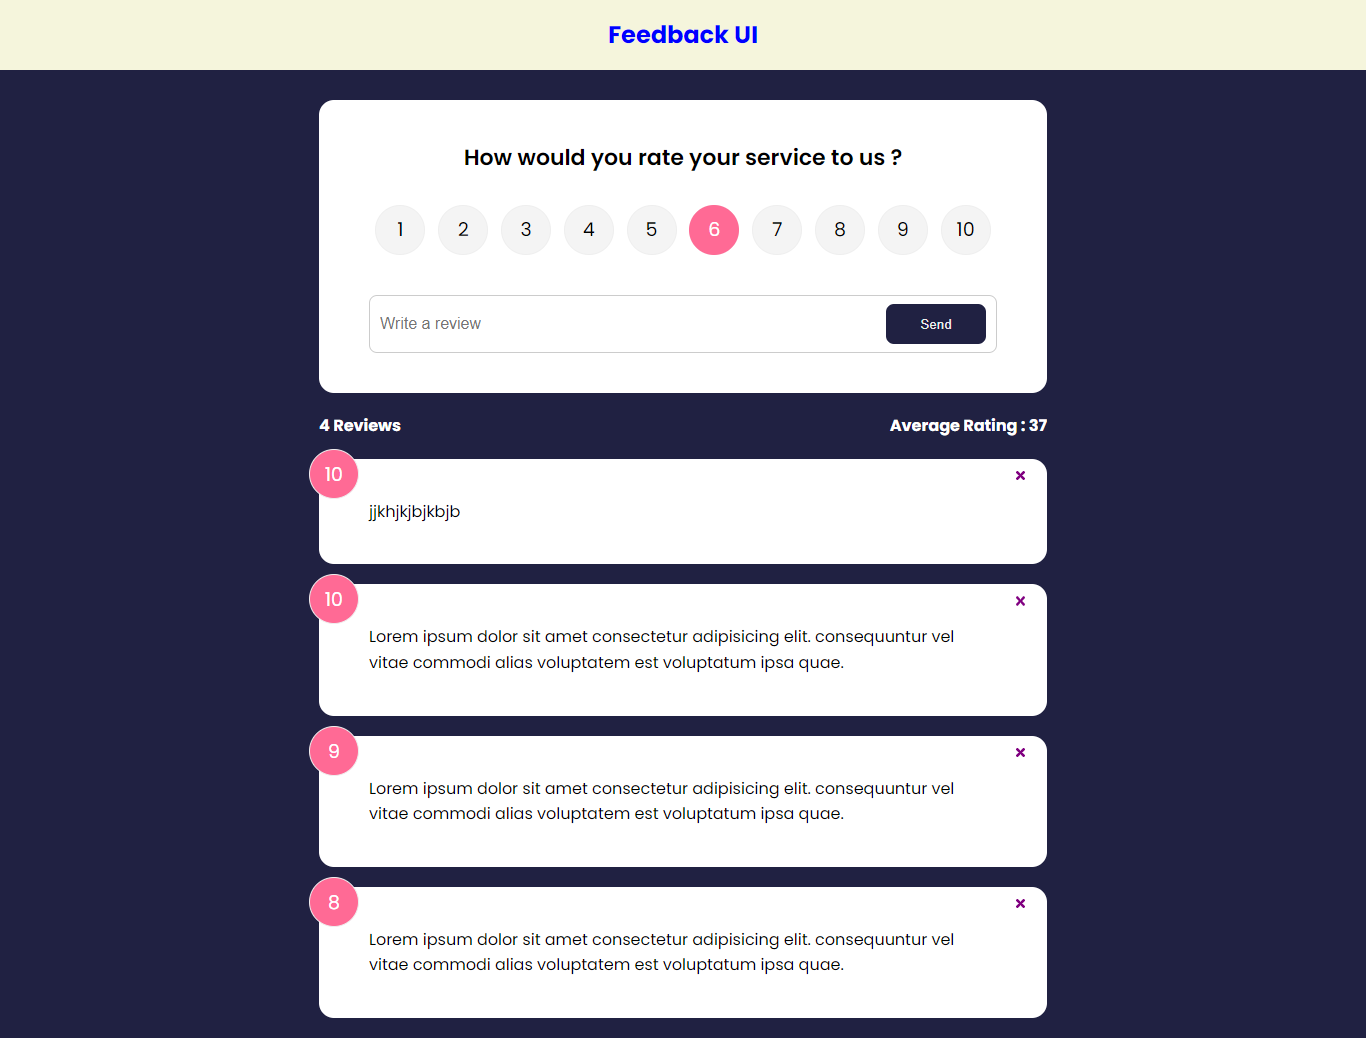 Feedback UI
How would you rate your service to us ?
1 2 3 4 5 6 7 8 9 10
Write a review Send
4 Reviews Average Rating : 37
10
jjkhjkjbjkbjb
10
Lorem ipsum dolor sit amet consectetur adipisicing elit. consequuntur vel
vitae commodi alias voluptatem est voluptatum ipsa quae.
9
Lorem ipsum dolor sit amet consectetur adipisicing elit. consequuntur vel
vitae commodi alias voluptatem est voluptatum ipsa quae.
8
Lorem ipsum dolor sit amet consectetur adipisicing elit. consequuntur vel
vitae commodi alias voluptatem est voluptatum ipsa quae.